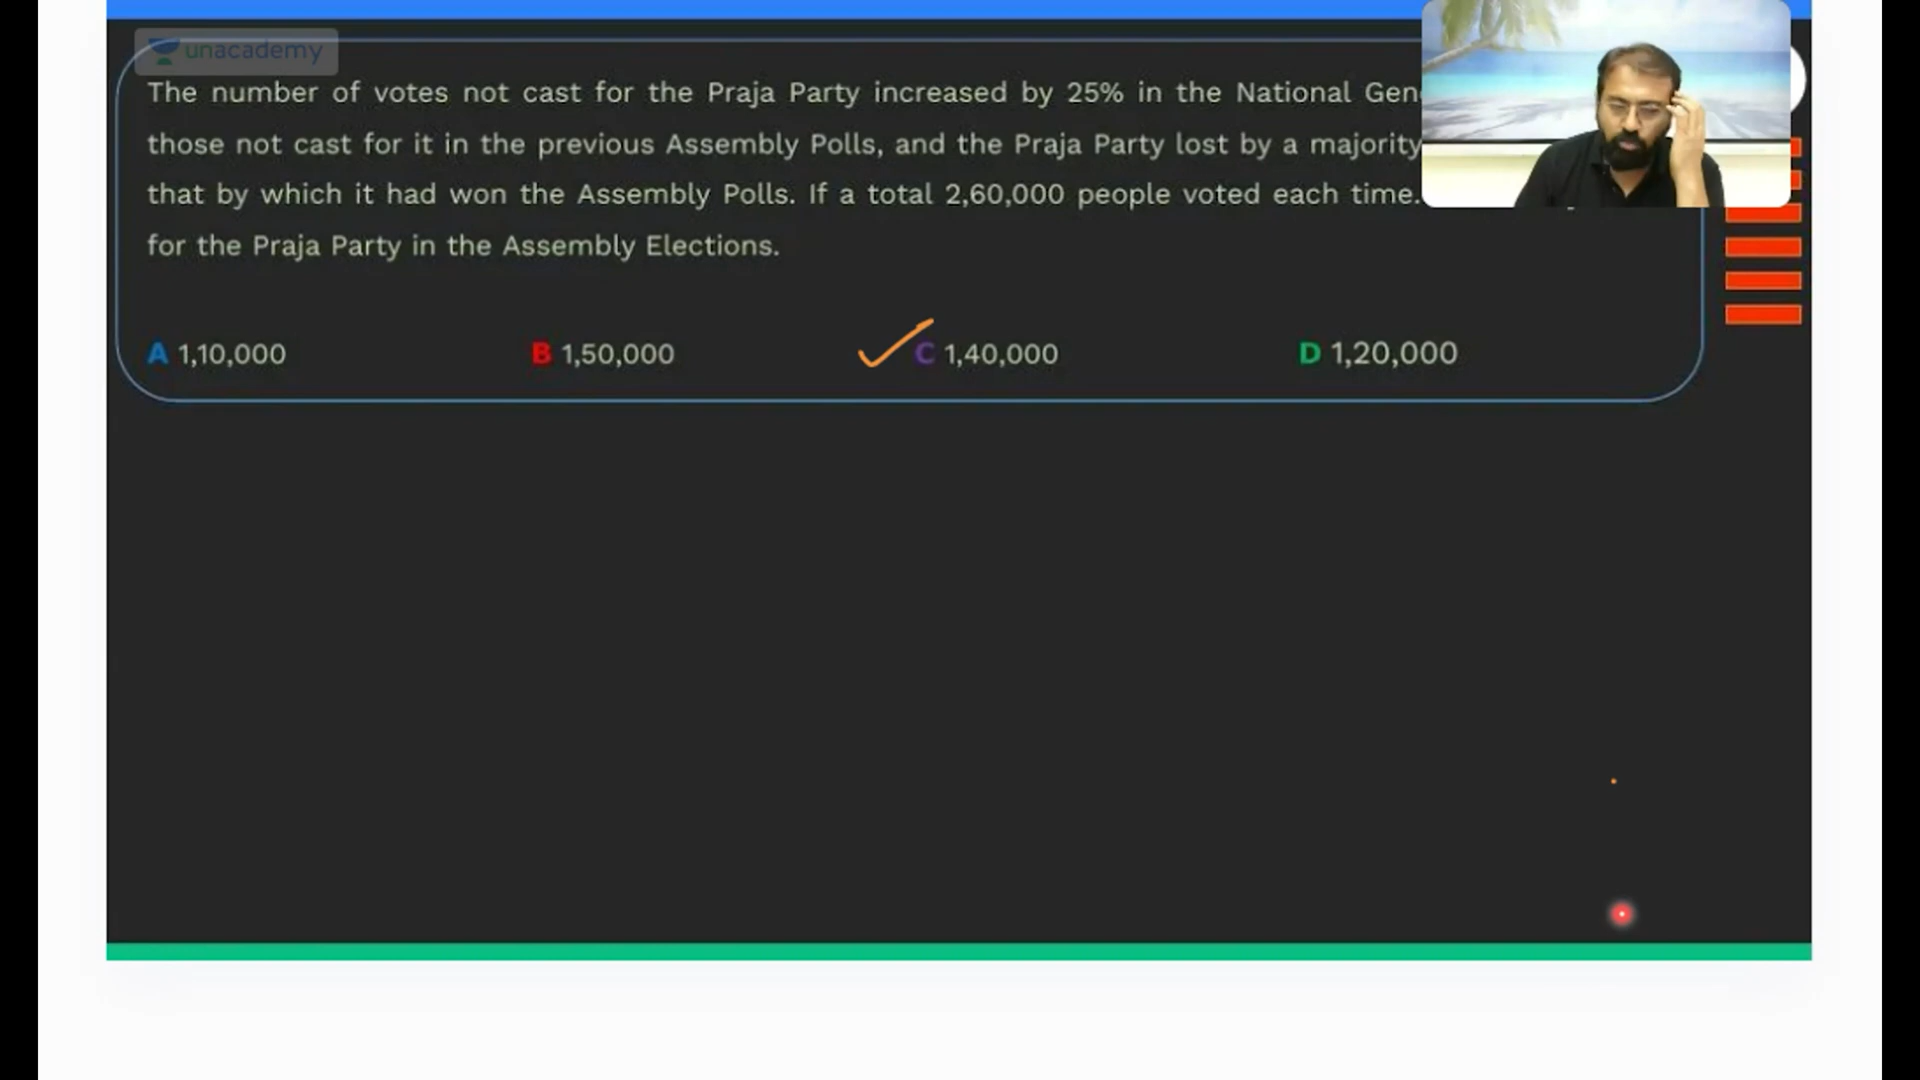 unacademy
The number of votes not cast for the Praja Party increased by 25% in the National
those not cast for it in the previous Assembly Polls, and the Praja Party lost by a majority
that by which it had won the Assembly Polls. If a total 2,60,000 people voted each time.
for the Praja Party in the Assembly Elections.
A 1,10,000 B 1,50,000 C 1,40,000 D 1,20,000